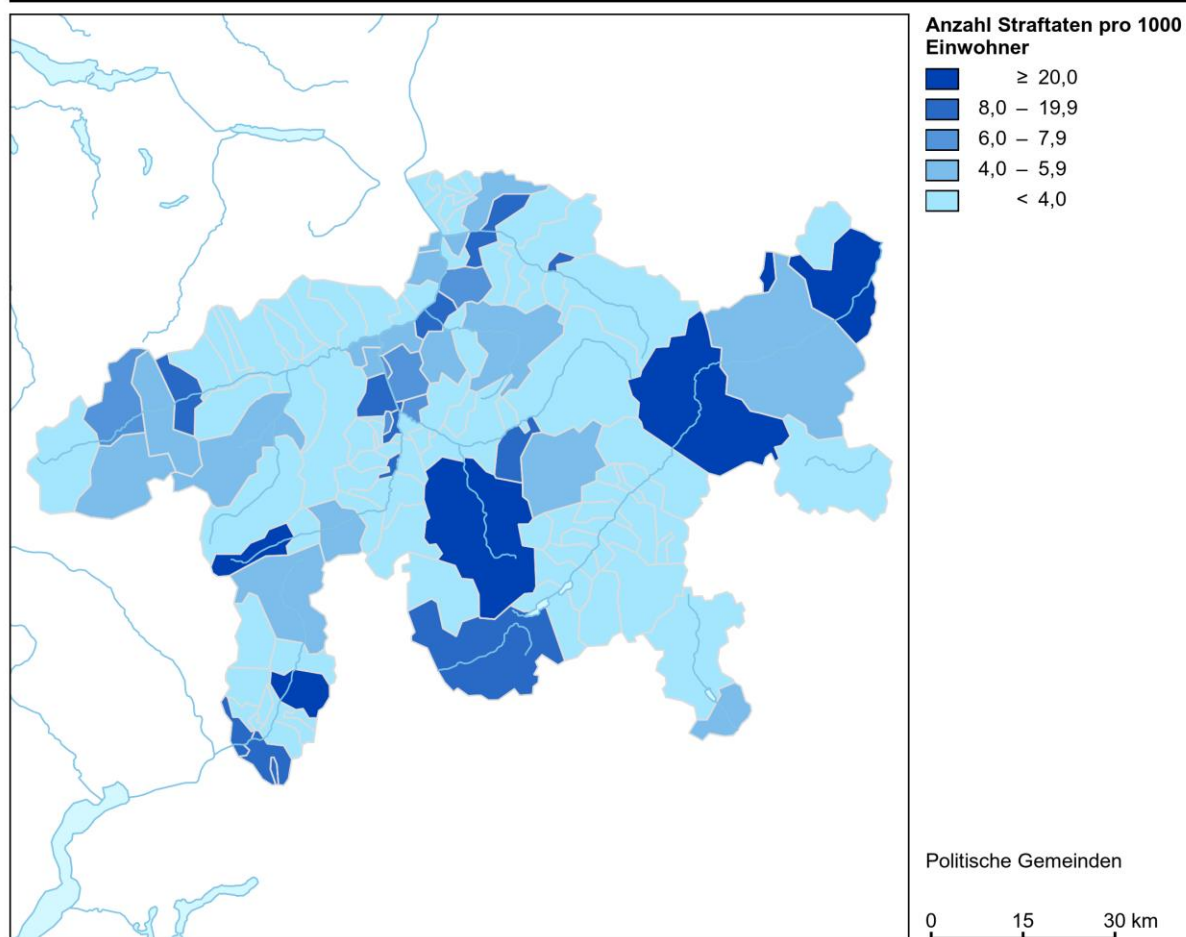 Anzahl Straftaten pro 1000
Einwohner
≥ 20,0
8,0 – 19,9
6,0 – 7,9
4,0 – 5,9
< 4,0
Politische Gemeinden
0 15 30 km